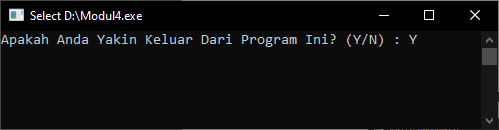 Select D:\Modul4.exe
Apakah Anda Yakin Keluar Dari Program Ini? (Y/N) : Y